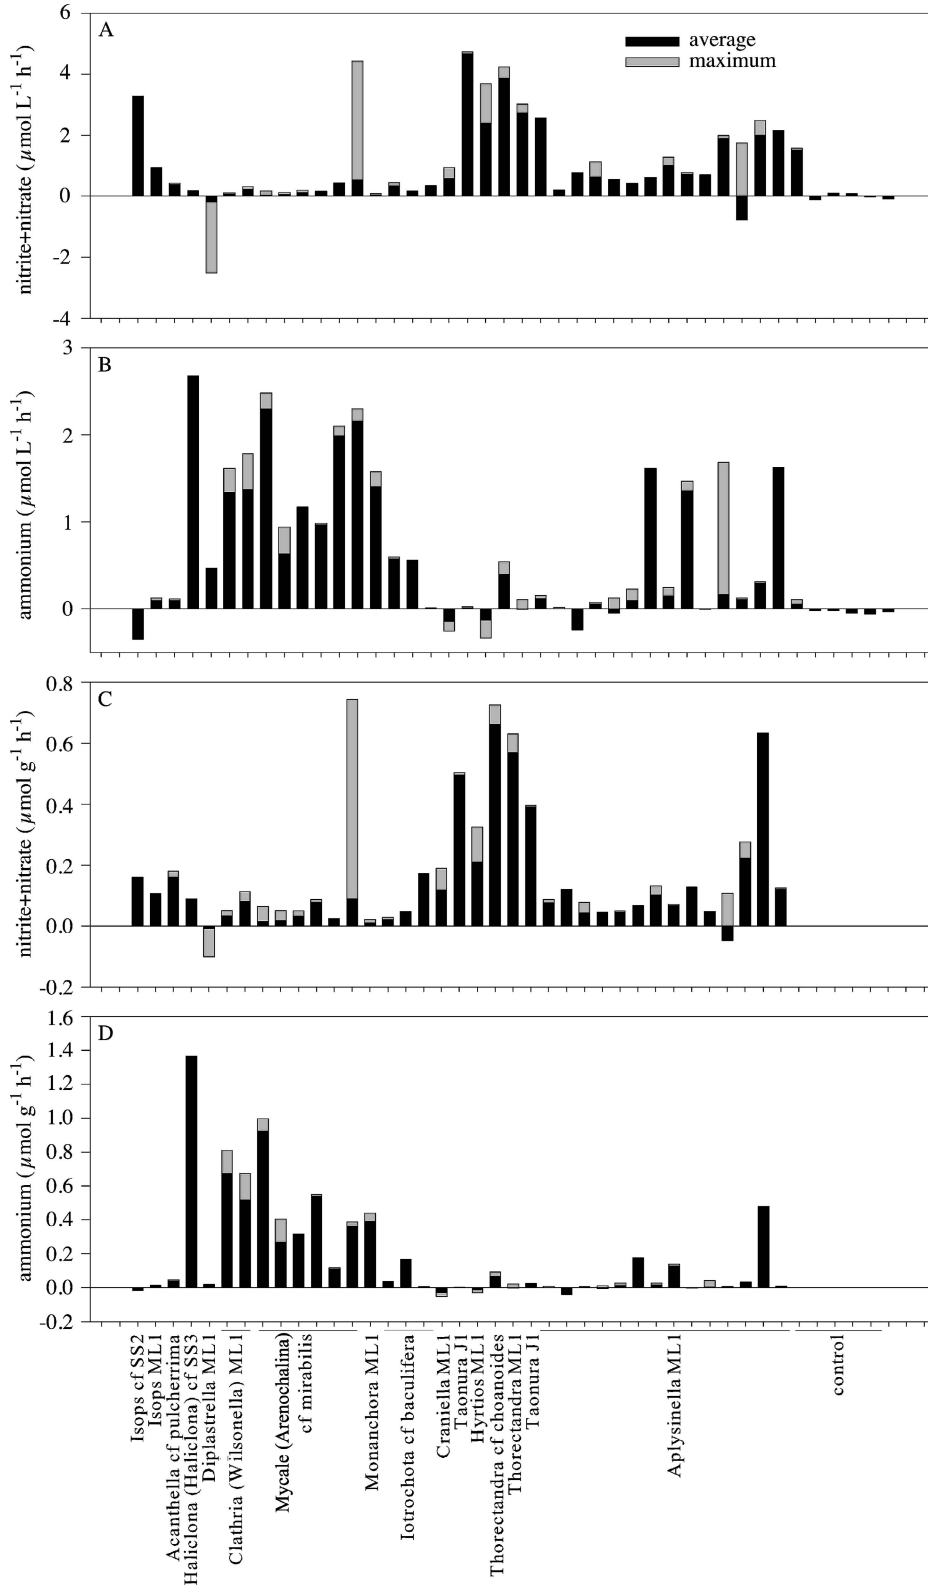 A
average
maximum
nitrite+nitrate (μmol L-1 h-1)
6
4
2
0
-2
-4
B
ammonium (μmol L-1 h-1)
3
2
1
0
C
nitrite+nitrate (μmol g-1 h-1)
0.8
0.6
0.4
0.2
0.0
-0.2
D
ammonium (μmol g-1 h-1)
1.6
1.4
1.2
1.0
0.8
0.6
0.4
0.2
0.0
-0.2
Isops cf SS2
Isops ML1
Acanthella cf pulcherrima
Haliclona (Haliclona) cf SS3
Diplastrella ML1
Clathria (Wilsonella) ML1
Mycale (Arenochalina)
cf mirabilis
Monanchora ML1
Iotrochota cf baculifera
Craniella ML1
Taonura J1
Hyrtios ML1
Thorectandra cf choanoides
Thorectandra ML1
Taonura J1
Aplysinella ML1
control